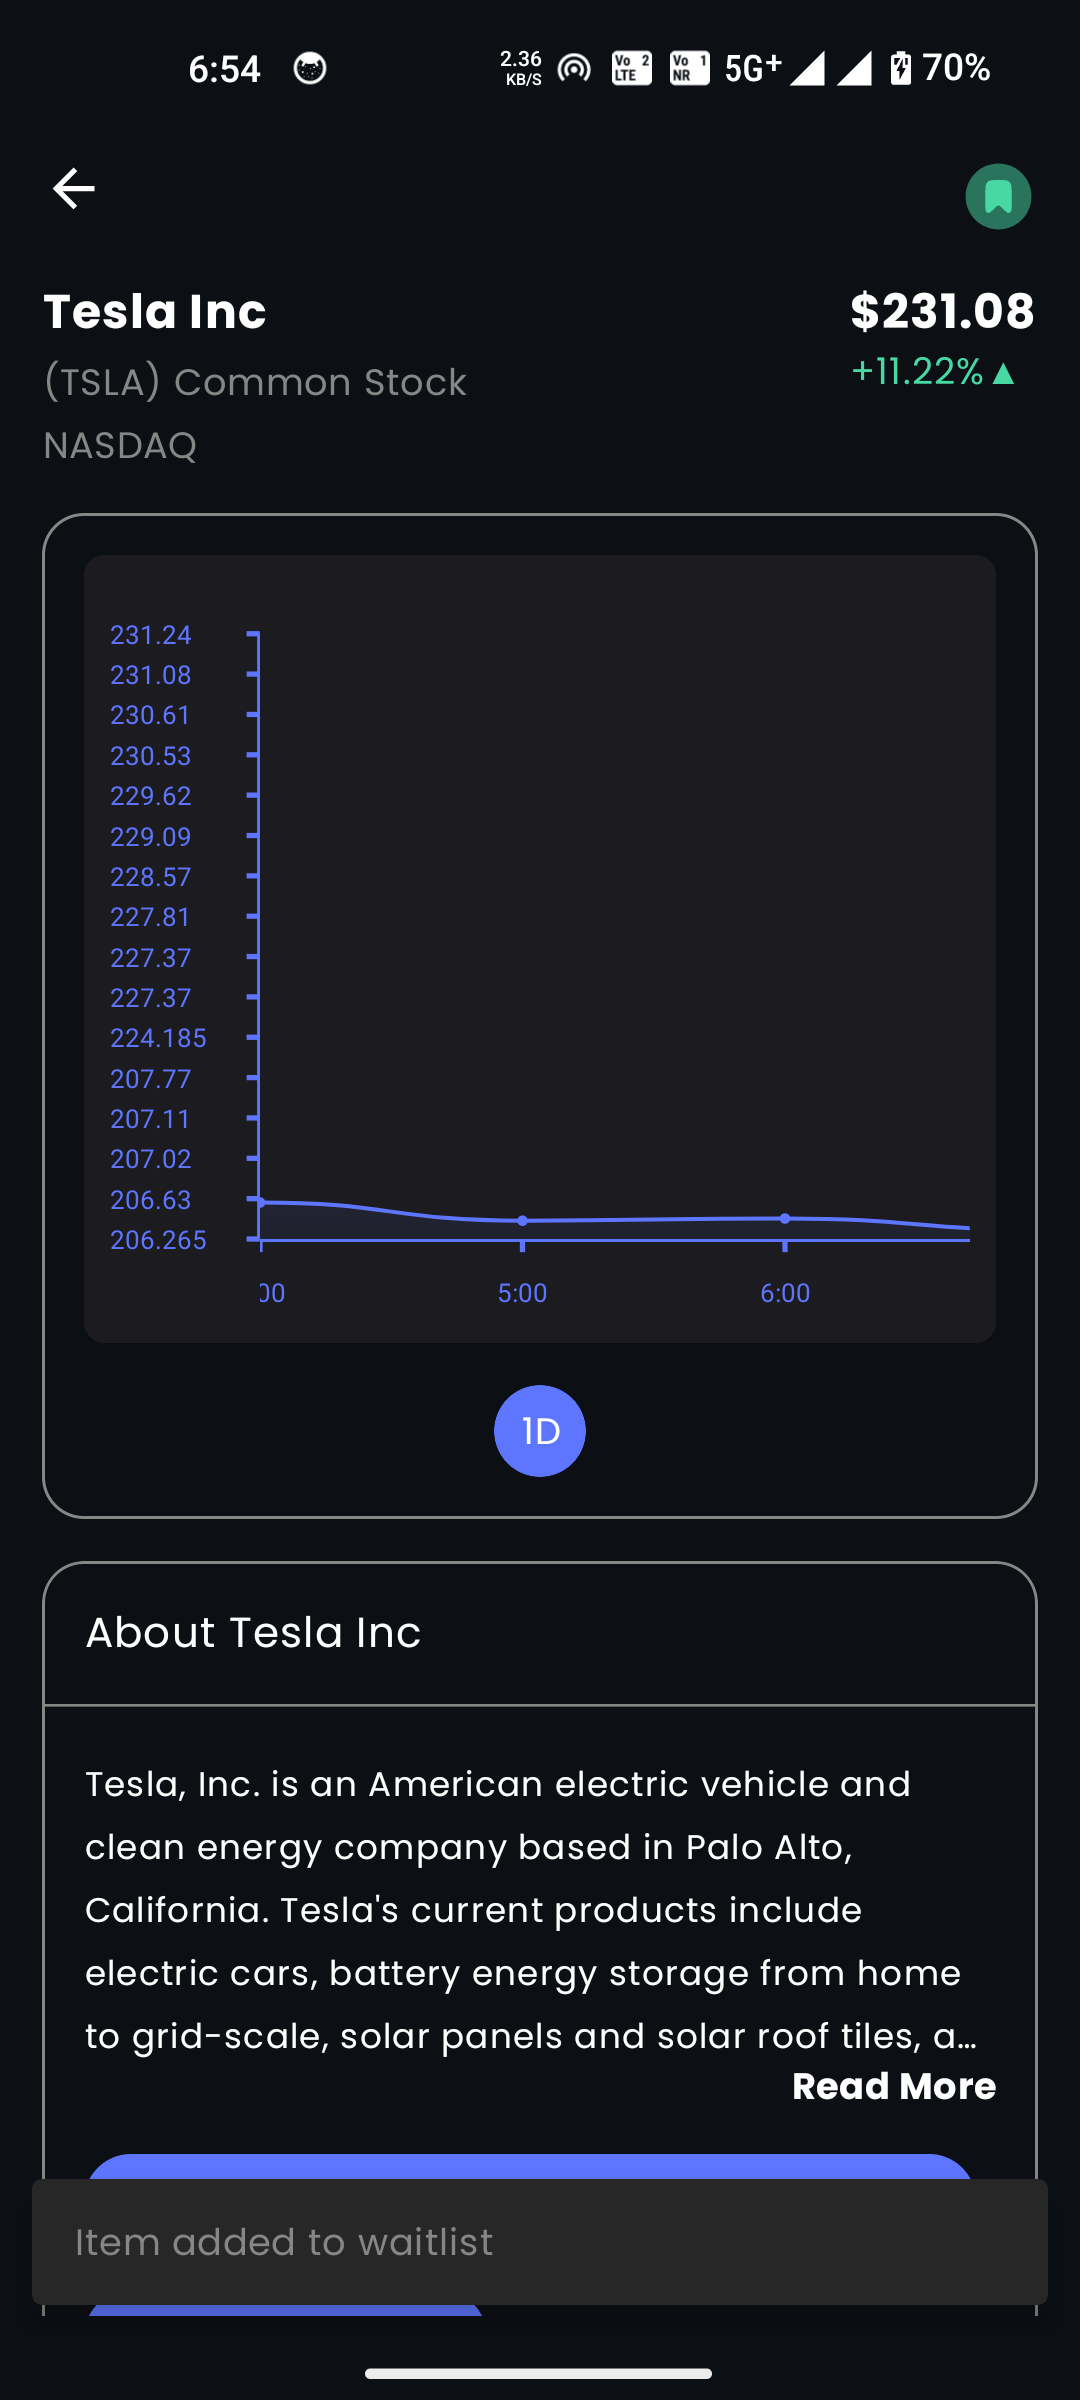 6:54
2.36
KB/S
Vo 2
LTE
Vo 1
NR
5G+
70%
Tesla Inc
$231.08
(TSLA) Common Stock
+11.22%▲
NASDAQ
231.24
231.08
230.61
230.53
229.62
229.09
228.57
227.81
227.37
227.37
224.185
207.77
207.11
207.02
206.63
206.265
00 5:00 6:00
1D
About Tesla Inc
Tesla, Inc. is an American electric vehicle and
clean energy company based in Palo Alto,
California. Tesla's current products include
electric cars, battery energy storage from home
to grid-scale, solar panels and solar roof tiles, a…
Read More
Item added to waitlist